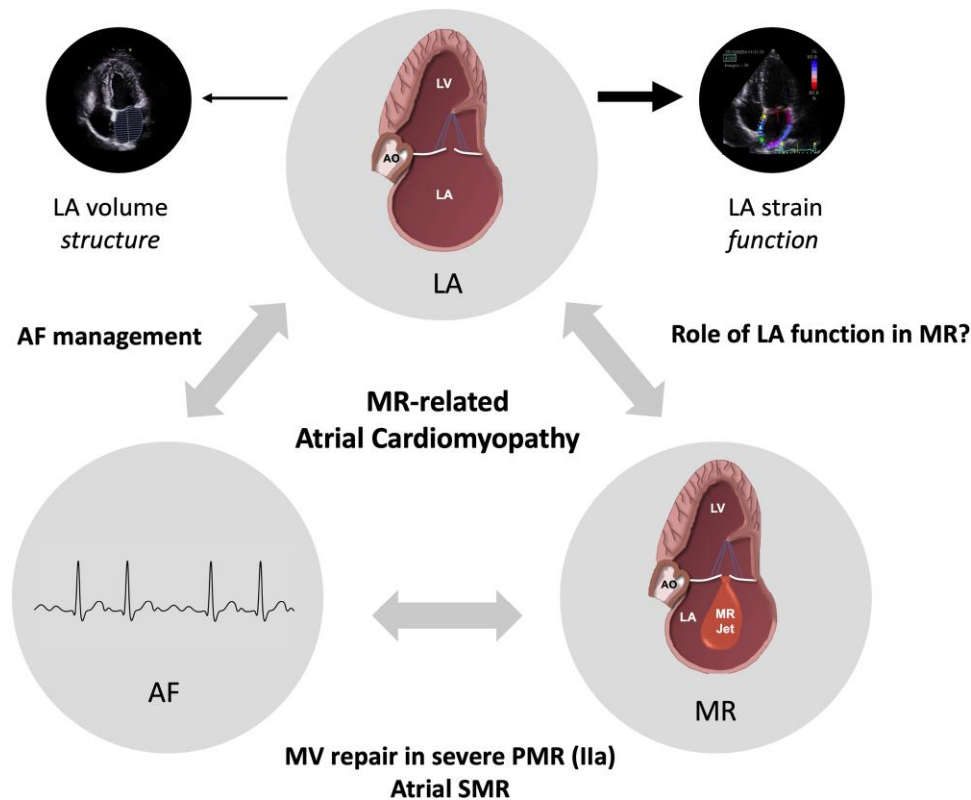 LV
AO
LA
LA volume
structure
LA
LA strain
function
AF management
Role of LA function in MR?
MR-related
Atrial Cardiomyopathy
LV
AO
LA
MR
Jet
AF
MR
MV repair in severe PMR (IIa)
Atrial SMR